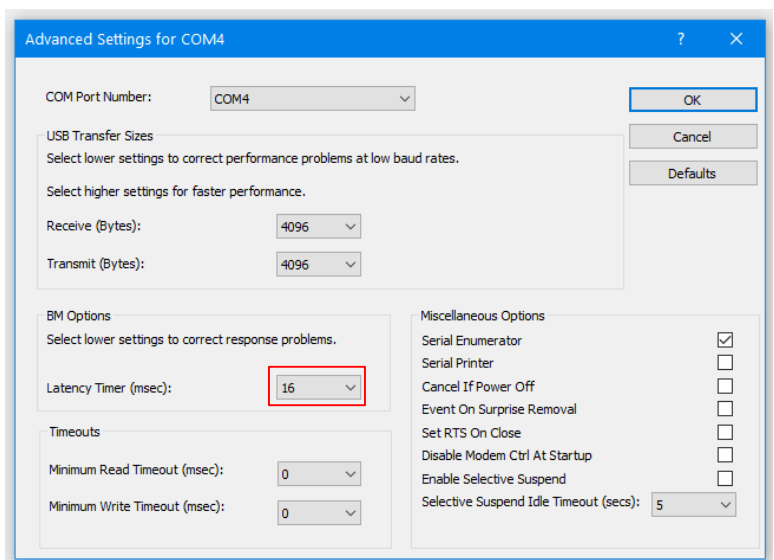 Advanced Settings for COM4
?
COM Port Number:
COM4
OK
USB Transfer Sizes
Cancel
Select lower settings to correct performance problems at low baud rates.
Defaults
Select higher settings for faster performance.
Receive (Bytes):
4096
Transmit (Bytes):
4096
BM Options
Select lower settings to correct response problems.
Latency Timer (msec):
16
Timeouts
Minimum Read Timeout (msec):
0
Minimum Write Timeout (msec):
0
Miscellaneous Options
Serial Enumerator
Serial Printer
Cancel If Power Off
Event On Surprise Removal
Set RTS On Close
Disable Modem Ctrl At Startup
Enable Selective Suspend
Selective Suspend Idle Timeout (secs):
5